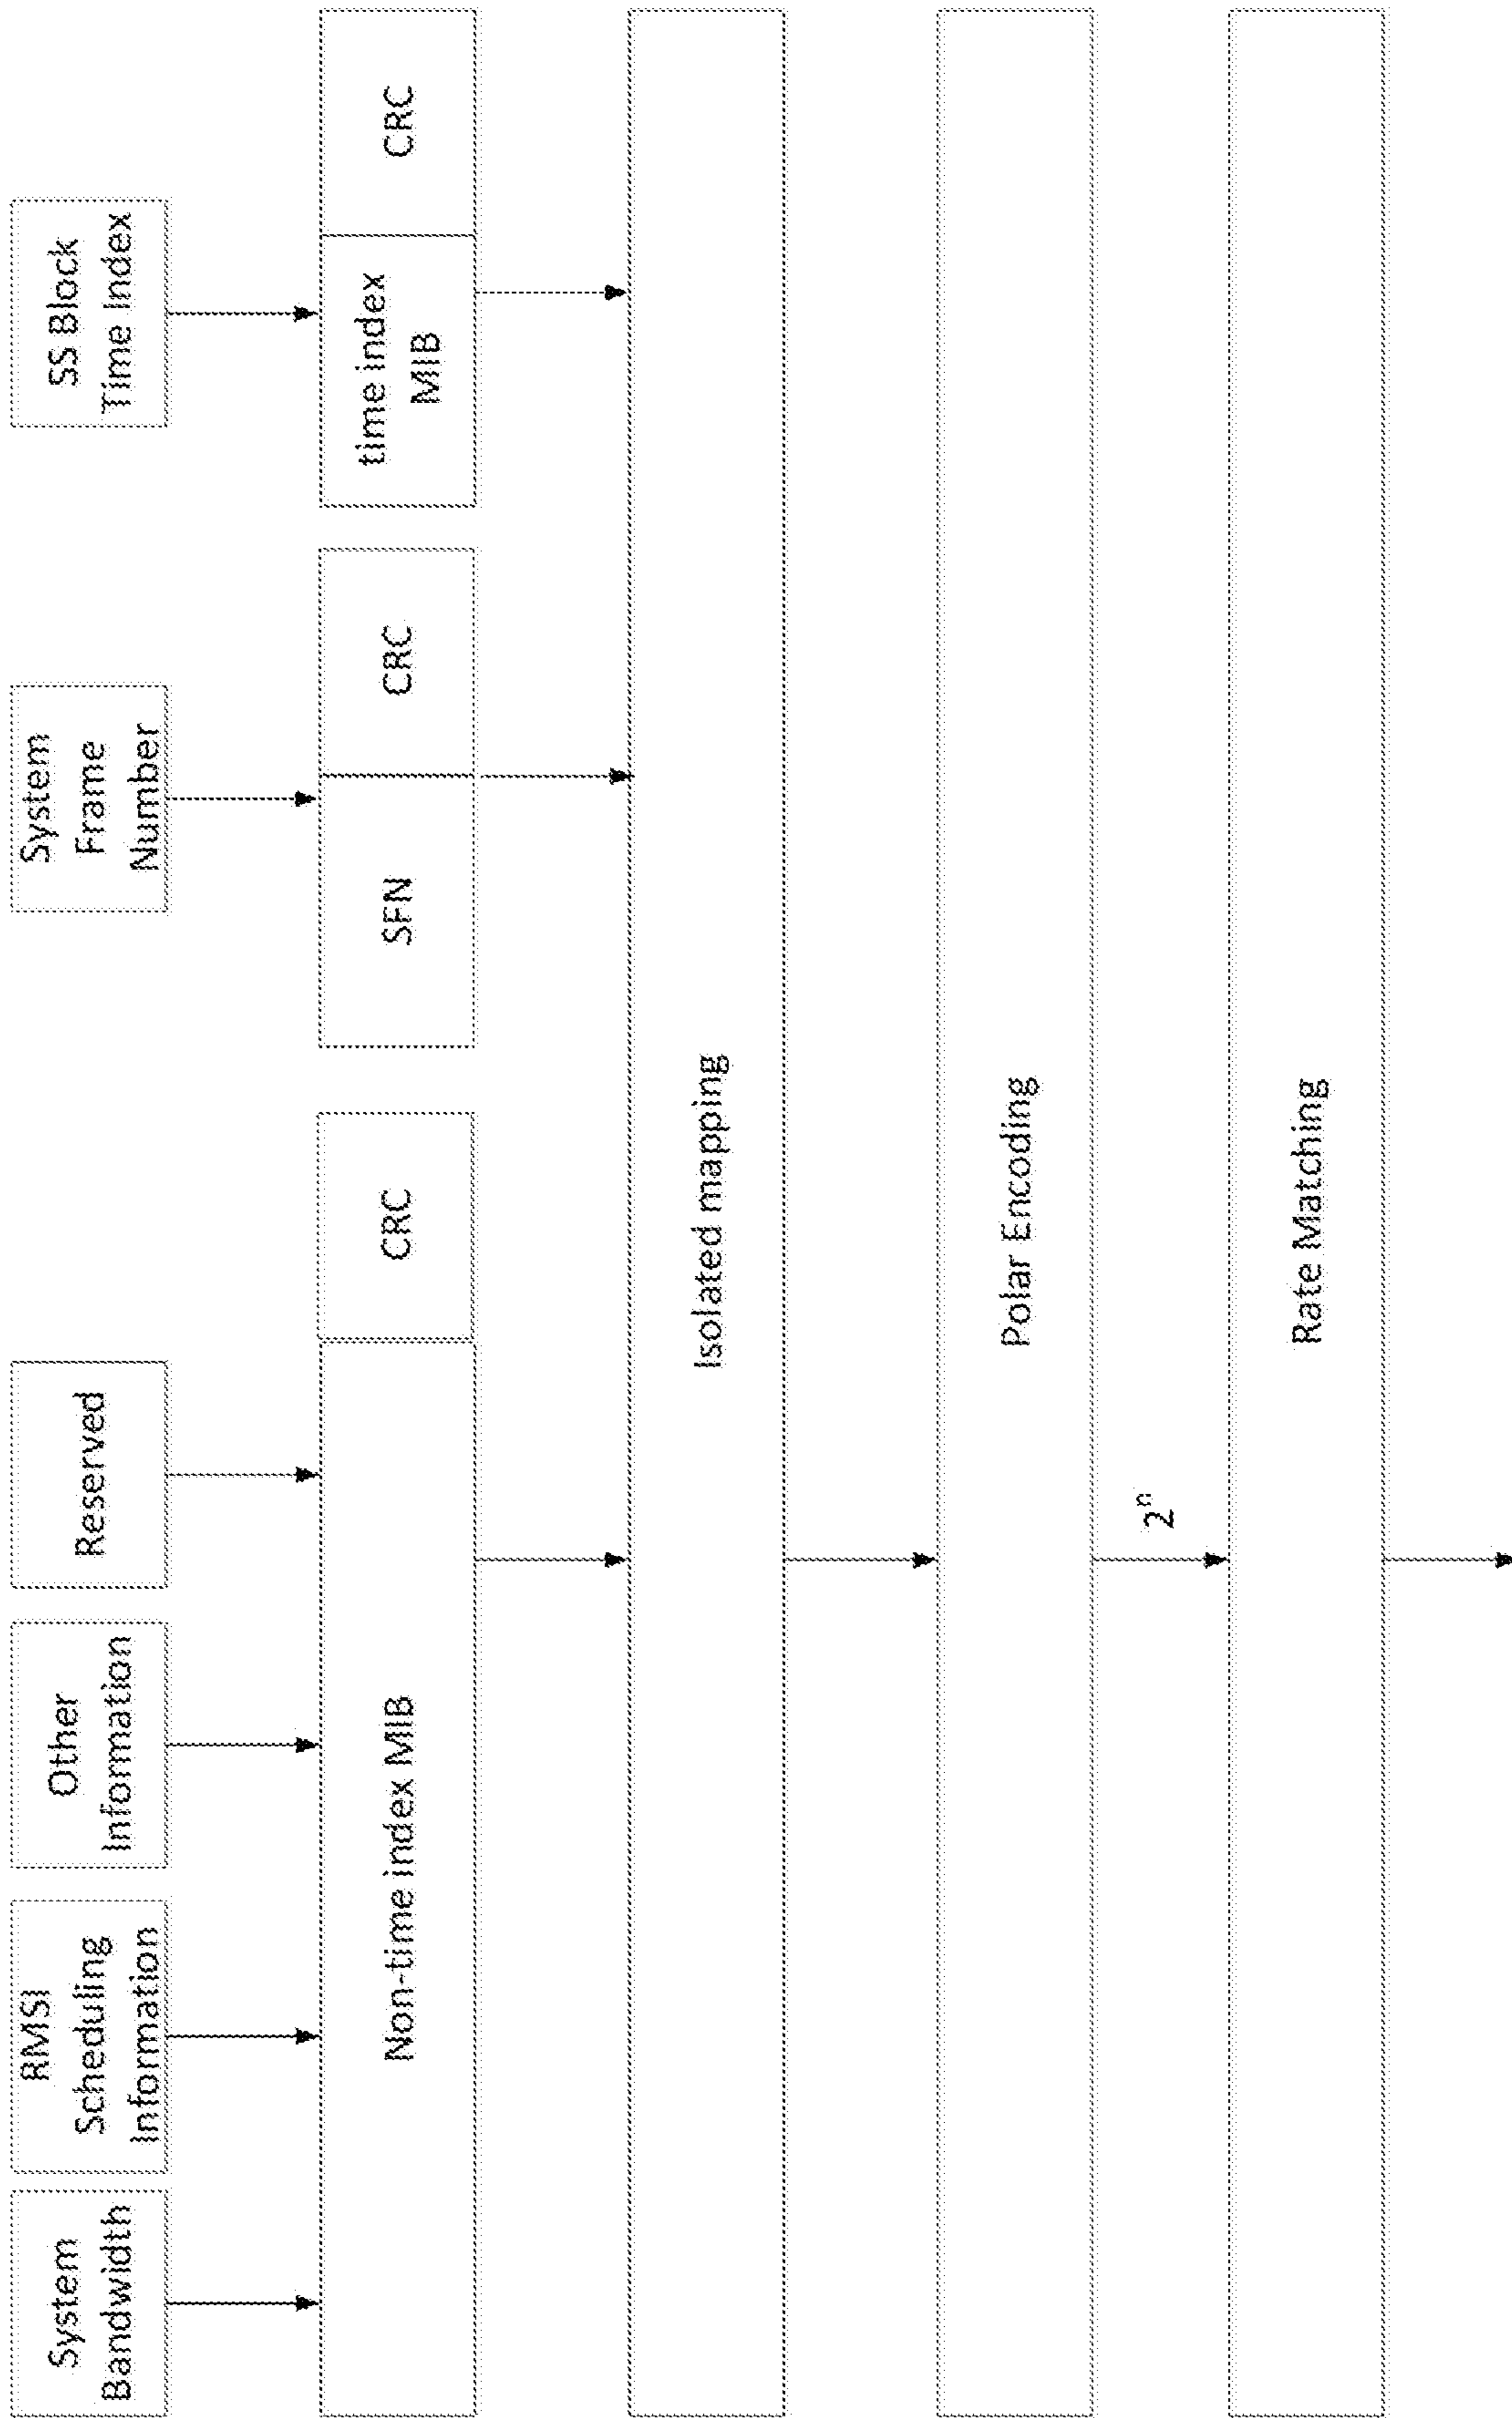 System
Bandwidth
RMSI
Scheduling
Information
Other
Information
Reserved
System
Frame
Number
SS Block
Time Index
Non-time index MIB
CRC
SFN
CRC
time index
MIB
CRC
Isolated mapping
Polar Encoding
2ⁿ
Rate Matching